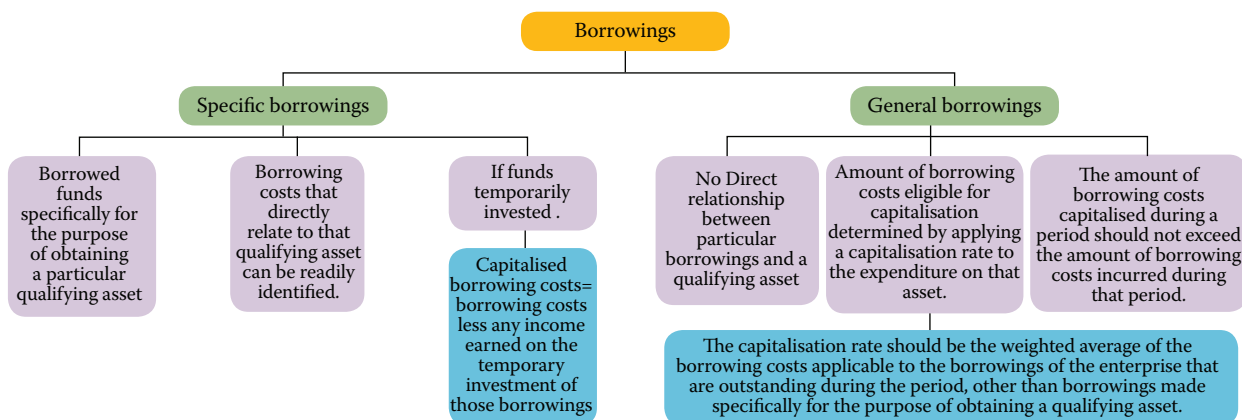 Borrowings
Specific borrowings
General borrowings
Borrowed
funds
specifically for
the purpose
of obtaining
a particular
qualifying asset
Borrowing
costs that
directly
relate to that
qualifying asset
can be readily
identified.
If funds
temporarily
invested .
Capitalised
borrowing costs=
borrowing costs
less any income
earned on the
temporary
investment of
those borrowings
No Direct
relationship
between
particular
borrowings and a
qualifying asset
Amount of borrowing
costs eligible for
capitalisation
determined by applying
a capitalisation rate to
the expenditure on that
asset.
The amount of
borrowing costs
capitalised during a
period should not exceed
the amount of borrowing
costs incurred during
that period.
The capitalisation rate should be the weighted average of the
borrowing costs applicable to the borrowings of the enterprise that
are outstanding during the period, other than borrowings made
specifically for the purpose of obtaining a qualifying asset.